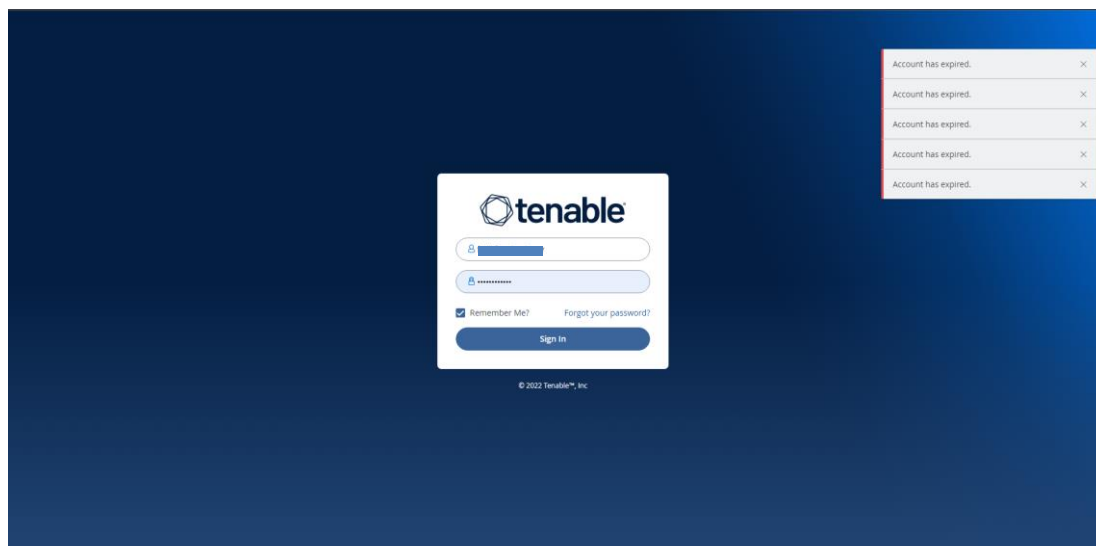 Account has expired.
Account has expired.
Account has expired.
Account has expired.
Account has expired.
tenable
••••••••••••
Remember Me? Forgot your password?
Sign In
© 2022 Tenable™, Inc